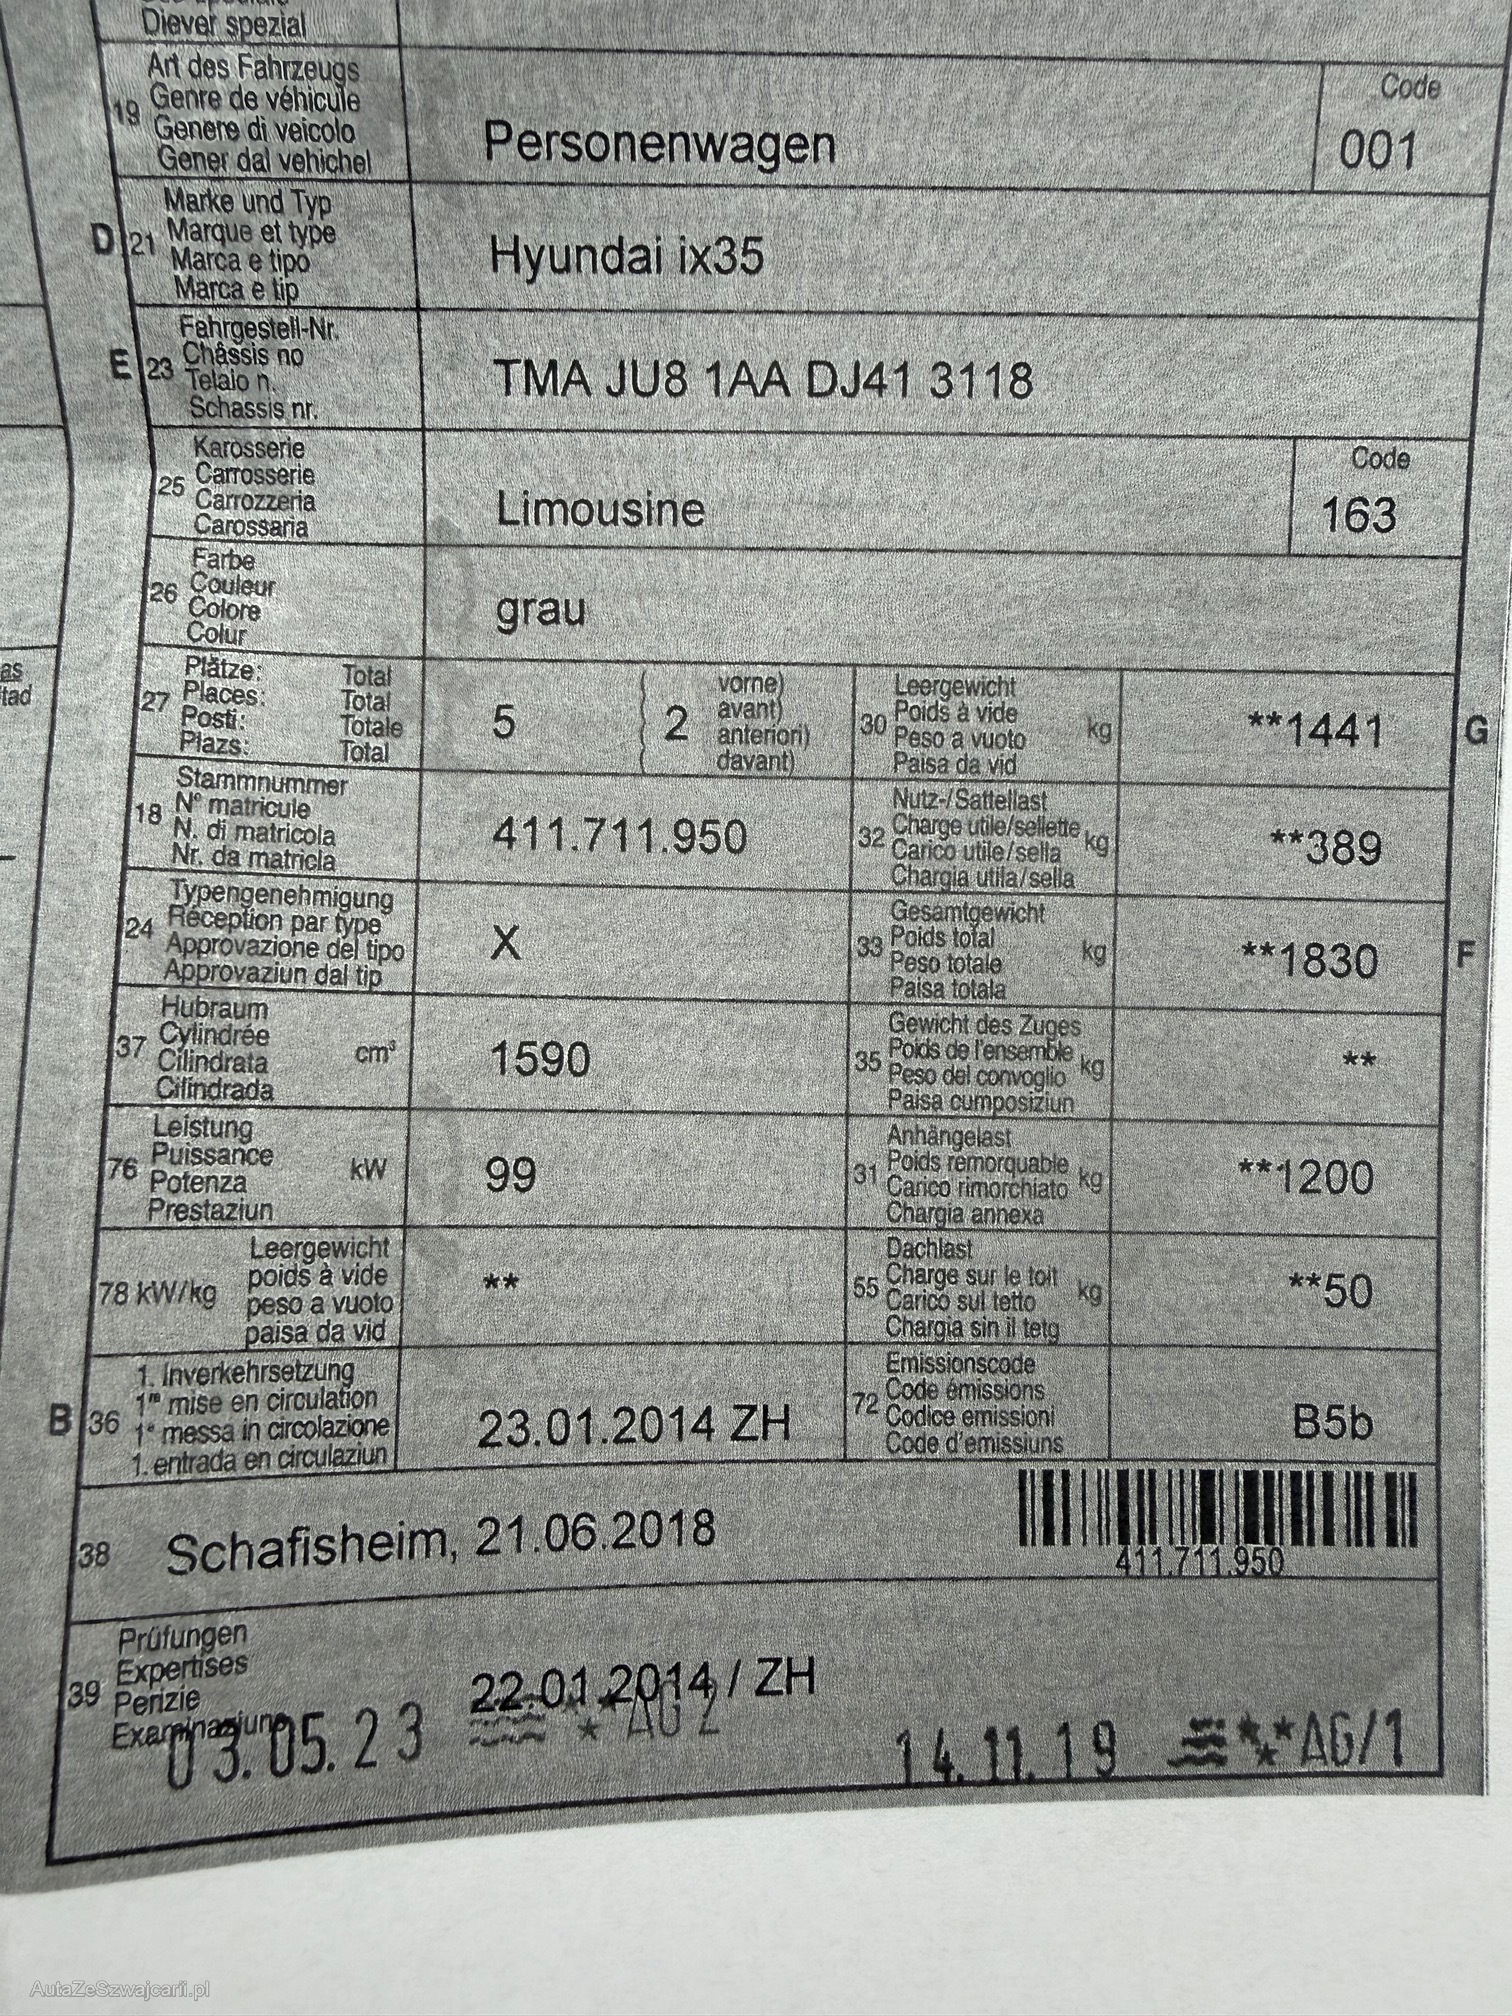 Diever spezial
Art des Fahrzeugs
Genre de véhicule
19 Genere di veicolo
Gener dal vehichel
Personenwagen
Code
001
Marke und Typ
D 21 Marque et type
Marca e tipo
Marca e tip
Hyundai ix35
Fahrgestell-Nr.
E 23 Châssis no
Telaio n.
Schassis nr.
TMA JU8 1AA DJ41 3118
Karosserie
25 Carrosserie
Carrozzeria
Carossaria
Limousine
Code
163
Farbe
26 Couleur
Colore
Colur
grau
as
tad
Plätze: Total
27 Places: Total
Posti: Totale
Plazs: Total
5 2
vorne)
avant)
anteriori)
davant)
Leergewicht
30 Poids à vide kg
Peso a vuoto
Paisa da vid
**1441
G
Stammnummer
18 N° matricule
N. di matricola
Nr. da matricla
411.711.950
Nutz-/Sattellast
32 Charge utile/sellette kg
Carico utile/sella
Chargia utila/sella
**389
Typengenehmigung
24 Réception par type
Approvazione del tipo
Approvaziun dal tip
X
Gesamtgewicht
33 Poids total kg
Peso totale
Paisa totala
**1830
F
Hubraum
37 Cylindrée cm³
Cilindrata
Cilindrada
1590
Gewicht des Zuges
35 Poids de l'ensemble kg
Peso del convoglio
Paisa cumposiziun
**
Leistung
76 Puissance kW
Potenza
Prestaziun
99
Anhängelast
31 Poids remorquable kg
Carico rimorchiato
Chargia annexa
**1200
Leergewicht
78 kW/kg poids à vide
peso a vuoto
paisa da vid
**
Dachlast
55 Charge sur le toit kg
Carico sul tetto
Chargia sin il tetg
**50
1. Inverkehrsetzung
B 36 1re mise en circulation
1a messa in circolazione
1. entrada en circulaziun
23.01.2014 ZH
Emissionscode
72 Code émissions
Codice emissioni
Code d'emissiuns
B5b
38 Schafisheim, 21.06.2018
411.711.950
Prüfungen
39 Expertises
Perizie
Examinaziuns
22.01.2014 / ZH
03.05.23 * * AG 2
14.11.19 ***AG/1
AutaZeSzwajcarii.pl